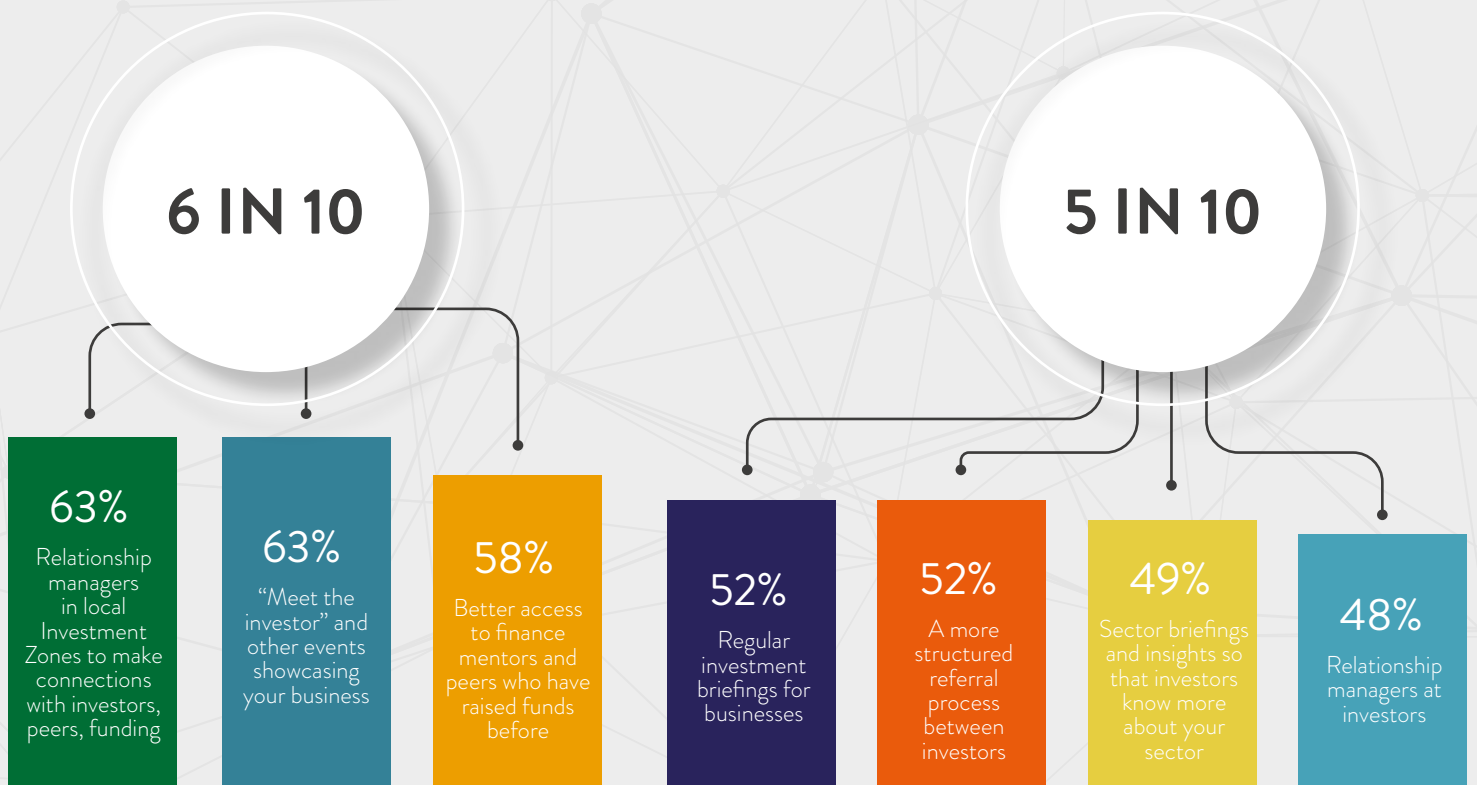 6 IN 10
5 IN 10
63%
Relationship
managers
in local
Investment
Zones to make
connections
with investors,
peers, funding
63%
“Meet the
investor” and
other events
showcasing
your business
58%
Better access
to finance
mentors and
peers who have
raised funds
before
52%
Regular
investment
briefings for
businesses
52%
A more
structured
referral
process
between
investors
49%
Sector briefings
and insights so
that investors
know more
about your
sector
48%
Relationship
managers at
investors